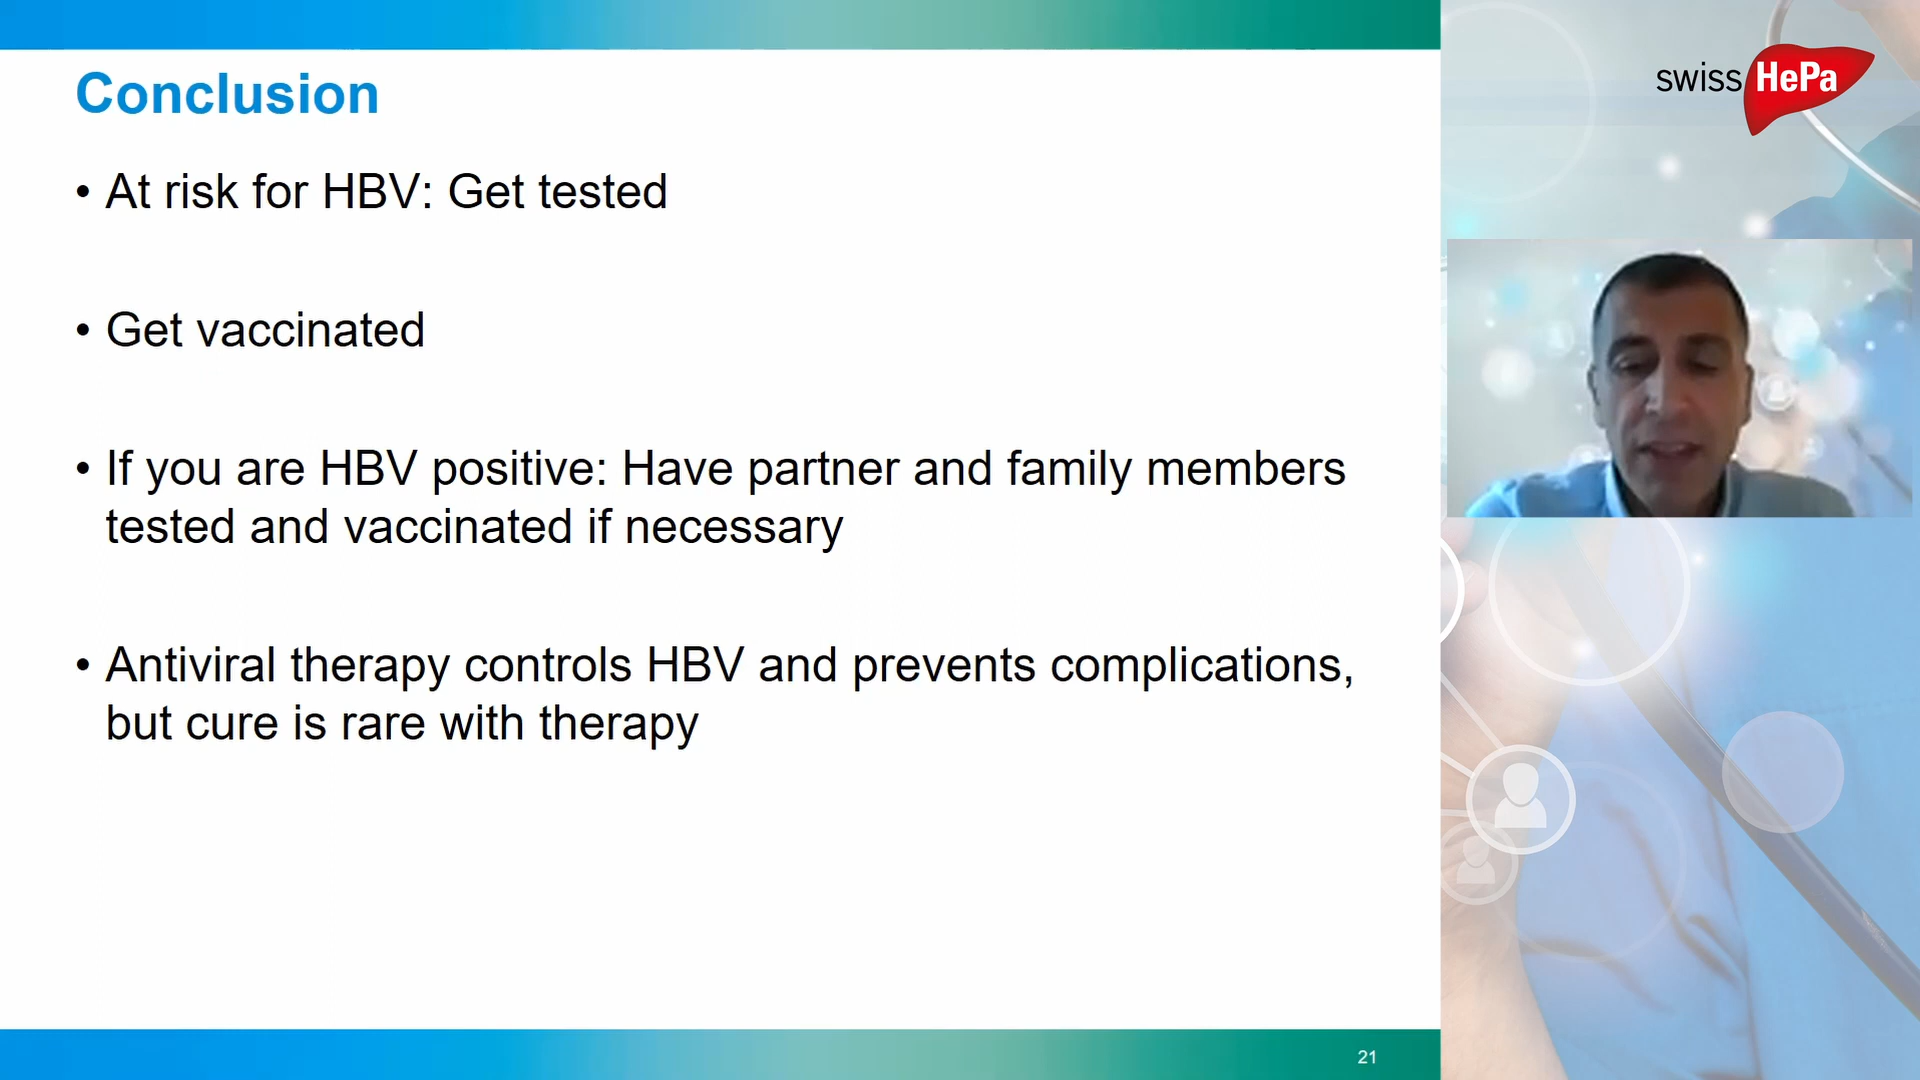 Conclusion
• At risk for HBV: Get tested
• Get vaccinated
• If you are HBV positive: Have partner and family members
tested and vaccinated if necessary
• Antiviral therapy controls HBV and prevents complications,
but cure is rare with therapy
21
swiss HePa